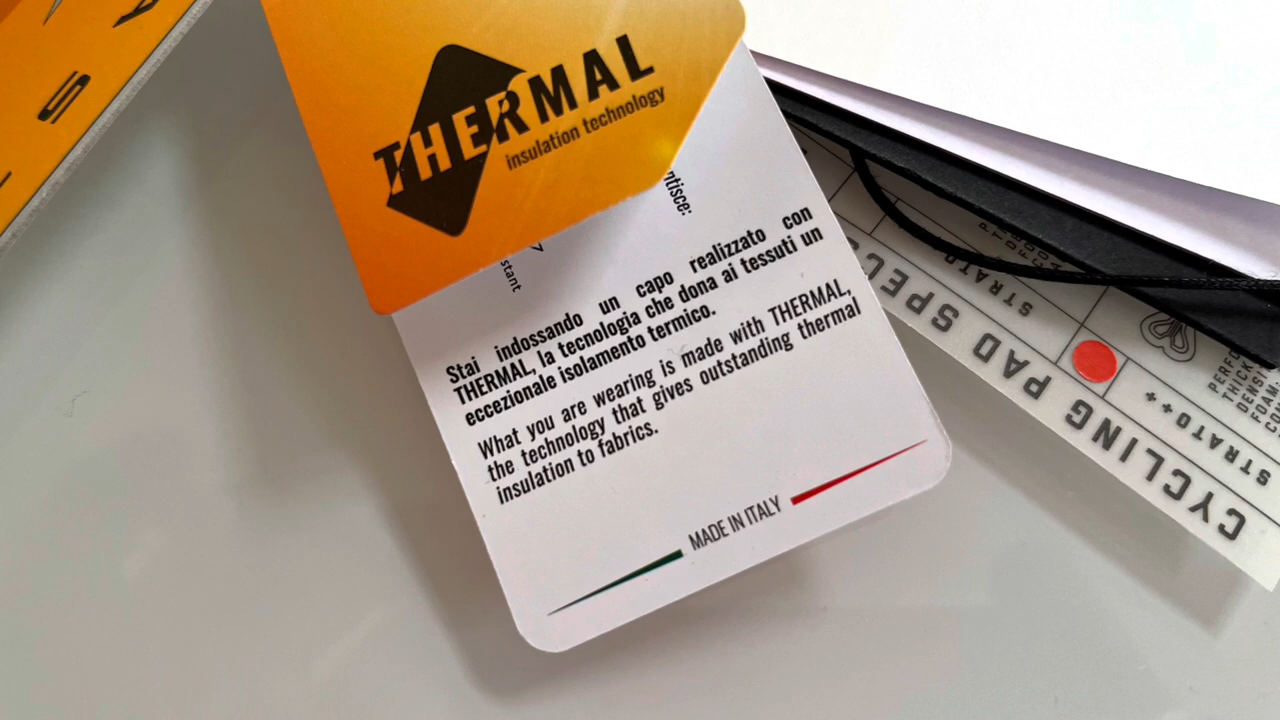 THERMAL
insulation technology
Stai indossando un capo realizzato con
THERMAL, la tecnologia che dona ai tessuti un
eccezionale isolamento termico.
What you are wearing is made with THERMAL,
the technology that gives outstanding thermal
insulation to fabrics.
MADE IN ITALY
CYCLING PAD SPECS
STRATO++
STRATO